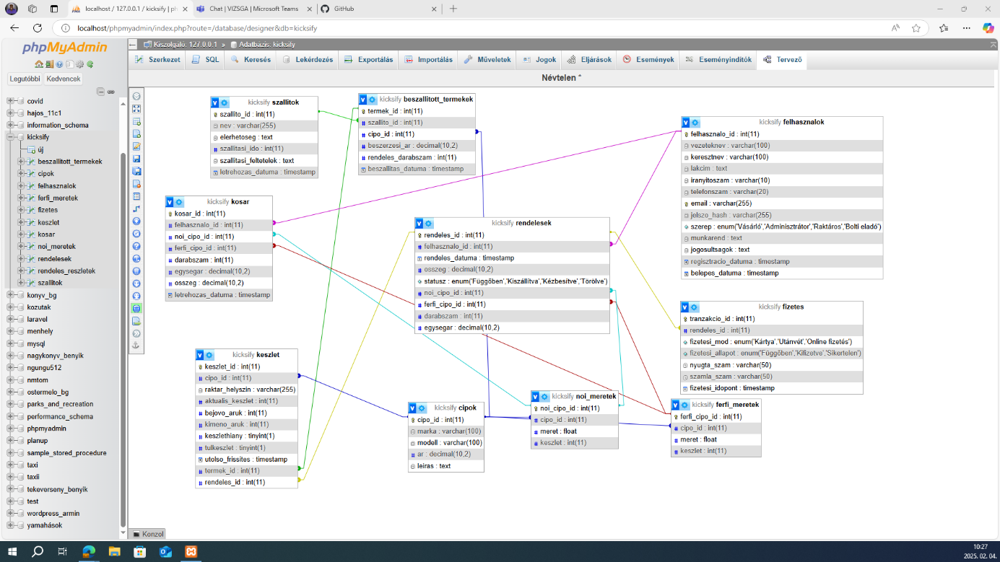 localhost / 127.0.0.1 / kicksify | ph
Chat | VIZSGA | Microsoft Teams
GitHub
localhost/phpmyadmin/index.php?route=/database/designer&db=kicksify
phpMyAdmin
Legutóbbi
Kedvencek
covid
hajos_11c1
information_schema
kicksify
új
beszallitott_termekek
cipok
felhasznalok
ferfi_meretek
fizetes
keszlet
kosar
noi_meretek
rendelesek
rendeles_reszletek
szallitok
konyv_bg
kozutak
laravel
menhely
mysql
nagykonyv_benyik
ngungu512
nmtom
ostermelo_bg
parks_and_recreation
performance_schema
phpmyadmin
planup
sample_stored_procedure
taxi
taxii
tekeverseny_benyik
test
wordpress_armin
yamahások
Kiszolgáló: 127.0.0.1 » Adatbázis: kicksify
Szerkezet
SQL
Keresés
Lekérdezés
Exportálás
Importálás
Műveletek
Jogok
Eljárások
Események
Eseményindítók
Tervező
Névtelen *
kicksify szallitok
szallito_id : int(11)
nev : varchar(255)
elerhetoseg : text
szallitasi_ido : int(11)
szallitasi_feltetelek : text
letrehozas_datuma : timestamp
kicksify beszallitott_termekek
termek_id : int(11)
szallito_id : int(11)
cipo_id : int(11)
beszerzesi_ar : decimal(10,2)
rendeles_darabszam : int(11)
beszallitas_datuma : timestamp
kicksify felhasznalok
felhasznalo_id : int(11)
vezeteknev : varchar(100)
keresztnev : varchar(100)
lakcim : text
iranyitoszam : varchar(10)
telefonszam : varchar(20)
email : varchar(255)
jelszo_hash : varchar(255)
szerep : enum('Vásárló','Adminisztrátor','Raktáros','Bolti eladó')
munkarend : text
jogosultsagok : text
regisztracio_datuma : timestamp
belepes_datuma : timestamp
kicksify kosar
kosar_id : int(11)
felhasznalo_id : int(11)
noi_cipo_id : int(11)
ferfi_cipo_id : int(11)
darabszam : int(11)
egysegar : decimal(10,2)
osszeg : decimal(10,2)
letrehozas_datuma : timestamp
kicksify rendelesek
rendeles_id : int(11)
felhasznalo_id : int(11)
rendeles_datuma : timestamp
osszeg : decimal(10,2)
statusz : enum('Függőben','Kiszállítva','Kézbesítve','Törölve')
noi_cipo_id : int(11)
ferfi_cipo_id : int(11)
darabszam : int(11)
egysegar : decimal(10,2)
kicksify fizetes
tranzakcio_id : int(11)
rendeles_id : int(11)
fizetesi_mod : enum('Kártya','Utánvét','Online fizetés')
fizetesi_allapot : enum('Függőben','Kifizetve','Sikertelen')
nyugta_szam : varchar(50)
szamla_szam : varchar(50)
fizetesi_idopont : timestamp
kicksify keszlet
keszlet_id : int(11)
cipo_id : int(11)
raktar_helyszin : varchar(255)
aktualis_keszlet : int(11)
bejovo_aruk : int(11)
kimeno_aruk : int(11)
keszlethiany : tinyint(1)
tulkeszlet : tinyint(1)
utolso_frissites : timestamp
termek_id : int(11)
rendeles_id : int(11)
kicksify cipok
cipo_id : int(11)
marka : varchar(100)
modell : varchar(100)
ar : decimal(10,2)
leiras : text
kicksify noi_meretek
noi_cipo_id : int(11)
cipo_id : int(11)
meret : float
keszlet : int(11)
kicksify ferfi_meretek
ferfi_cipo_id : int(11)
cipo_id : int(11)
meret : float
keszlet : int(11)
Konzol
10:27
2025. 02. 04.